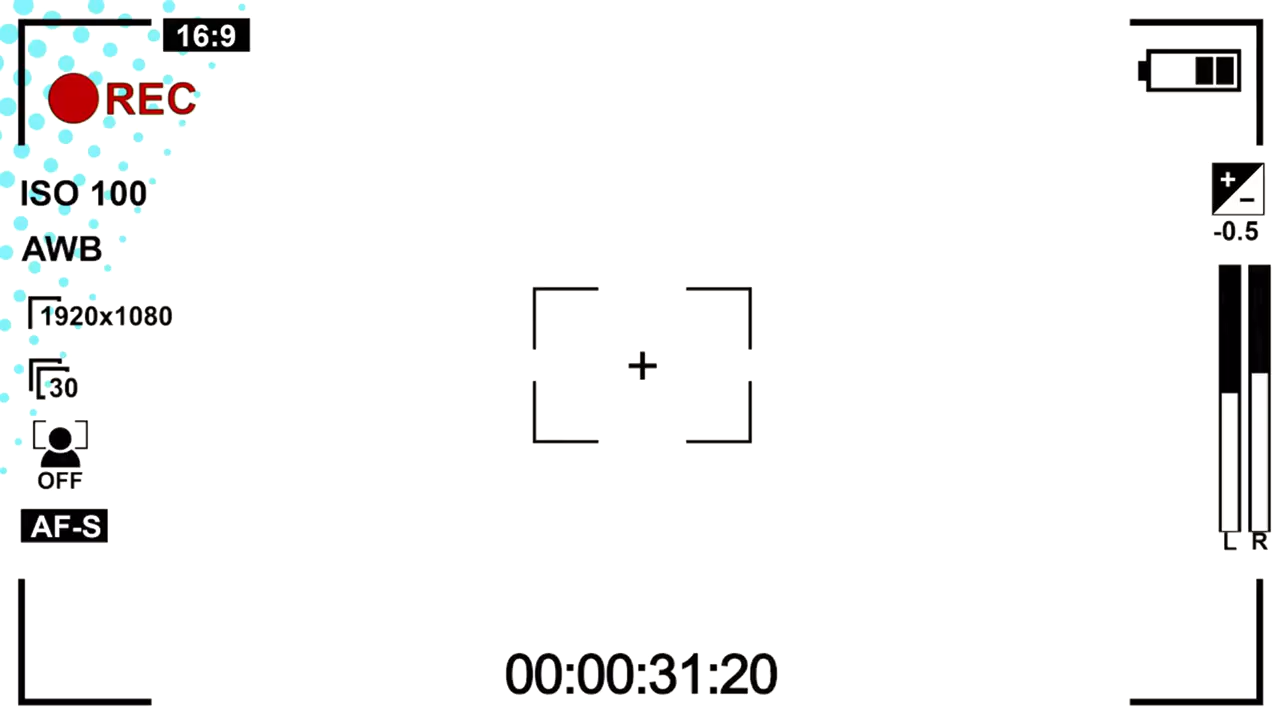 16:9
REC
ISO 100
AWB
1920x1080
30
OFF
AF-S
+
-
-0.5
L R
00:00:31:20